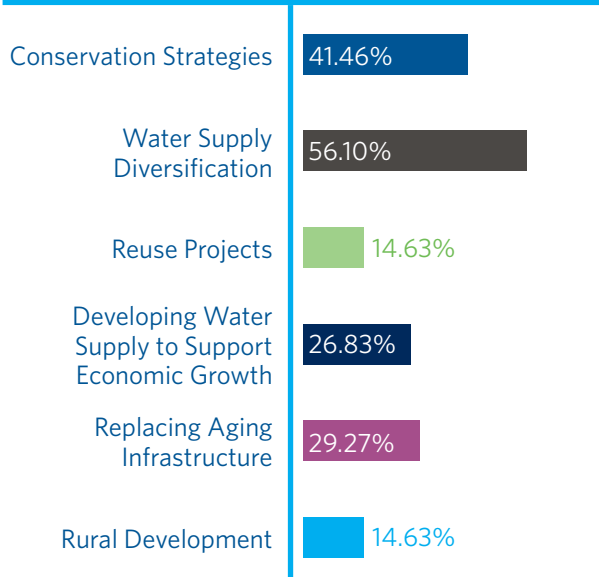 Conservation Strategies 41.46%
Water Supply
Diversification 56.10%
Reuse Projects 14.63%
Developing Water
Supply to Support 26.83%
Economic Growth
Replacing Aging
Infrastructure 29.27%
Rural Development 14.63%